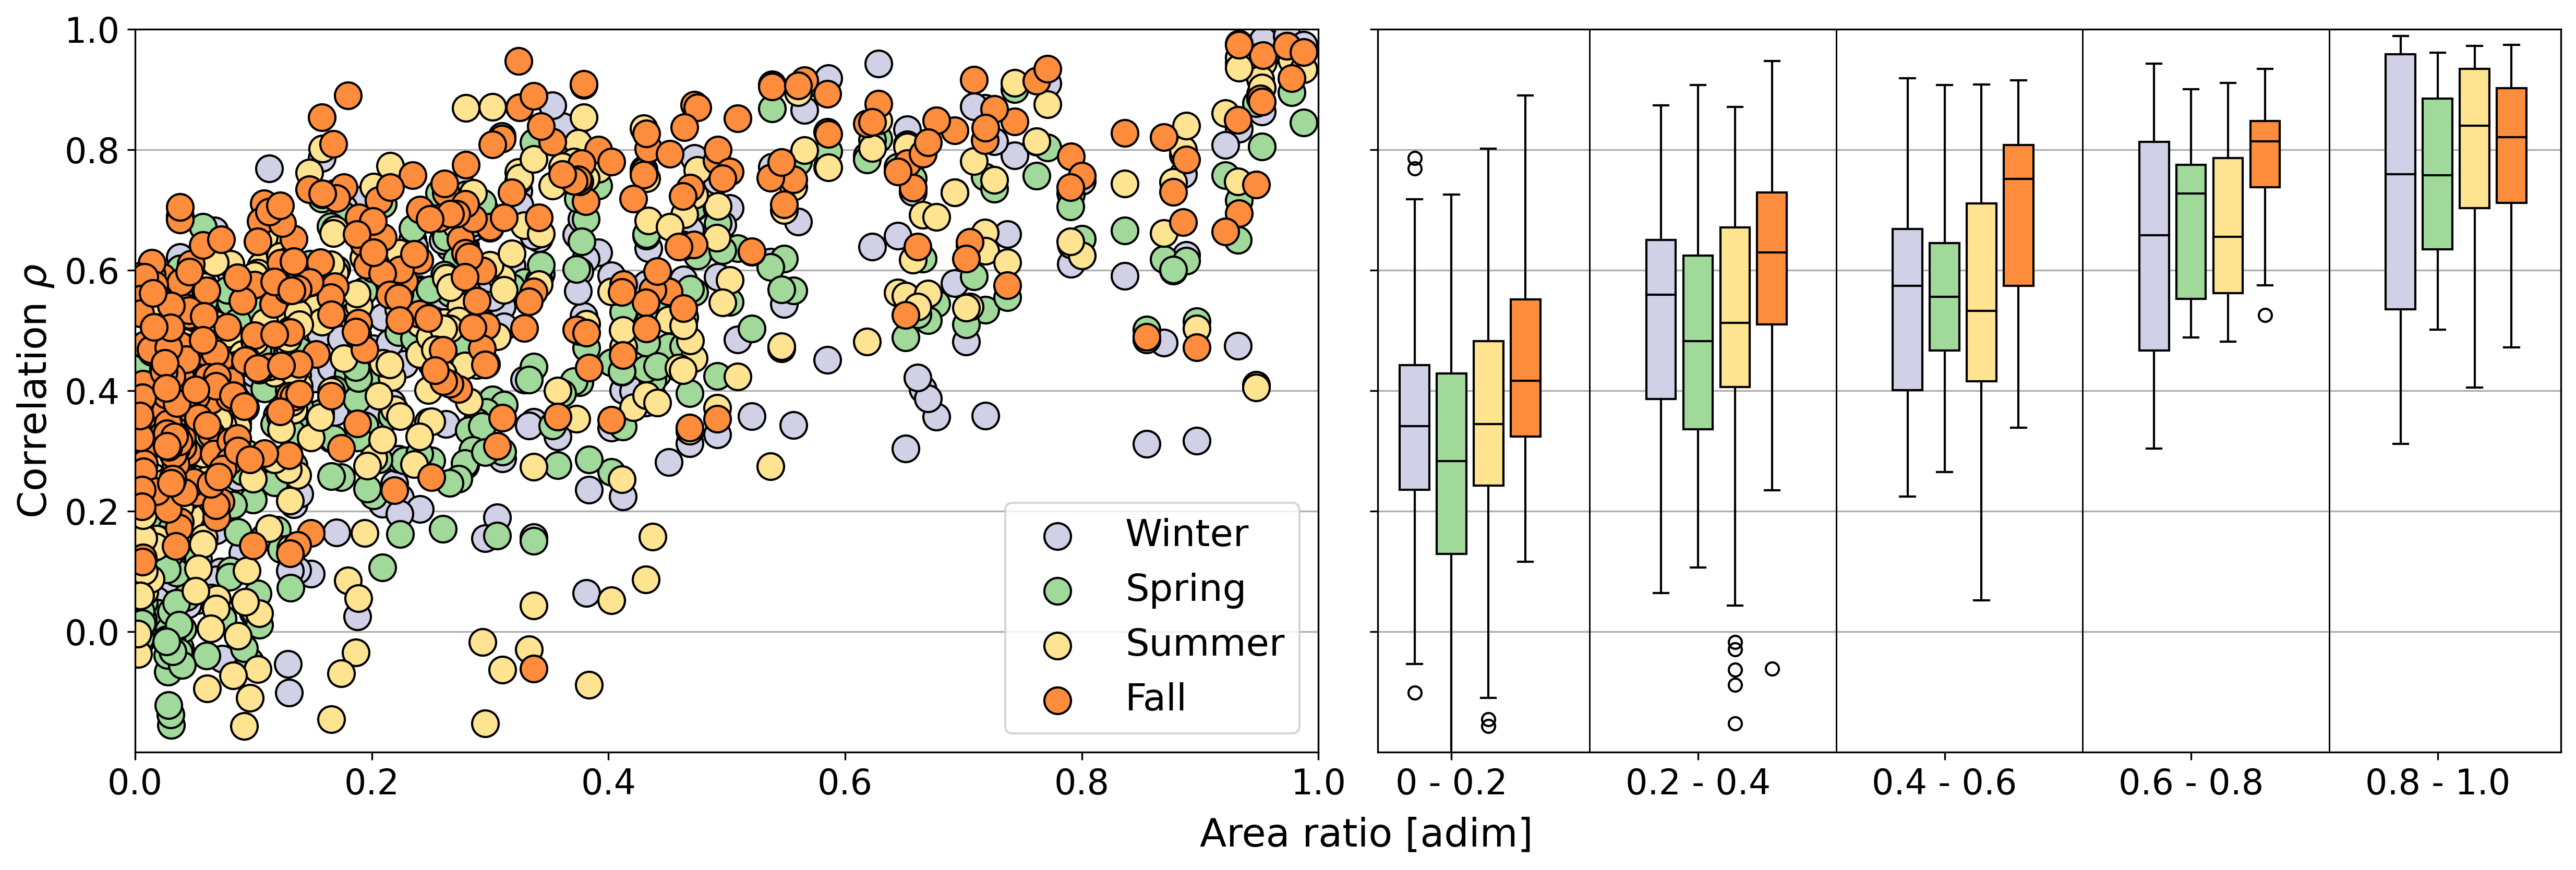 1.0
0.8
0.6
0.4
0.2
0.0
Correlation ρ
0.0 0.2 0.4 0.6 0.8 1.0
Winter
Spring
Summer
Fall
0 - 0.2 0.2 - 0.4 0.4 - 0.6 0.6 - 0.8 0.8 - 1.0
Area ratio [adim]